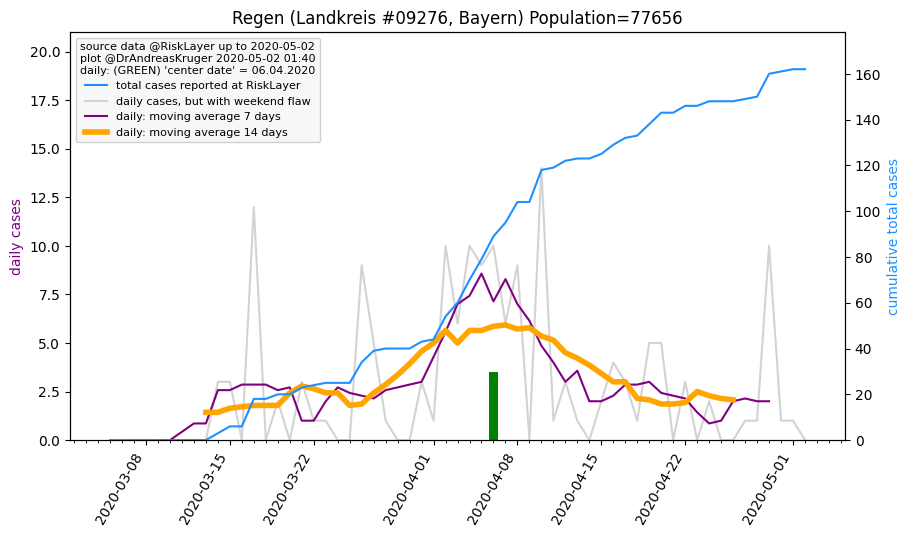 Regen (Landkreis #09276, Bayern) Population=77656
source data @RiskLayer up to 2020-05-02
plot @DrAndreasKruger 2020-05-02 01:40
daily: (GREEN) 'center date' = 06.04.2020
total cases reported at RiskLayer
daily cases, but with weekend flaw
daily: moving average 7 days
daily: moving average 14 days
daily cases
20.0
17.5
15.0
12.5
10.0
7.5
5.0
2.5
0.0
160
140
120
100
80
60
40
20
0
cumulative total cases
2020-03-08
2020-03-15
2020-03-22
2020-04-01
2020-04-08
2020-04-15
2020-04-22
2020-05-01